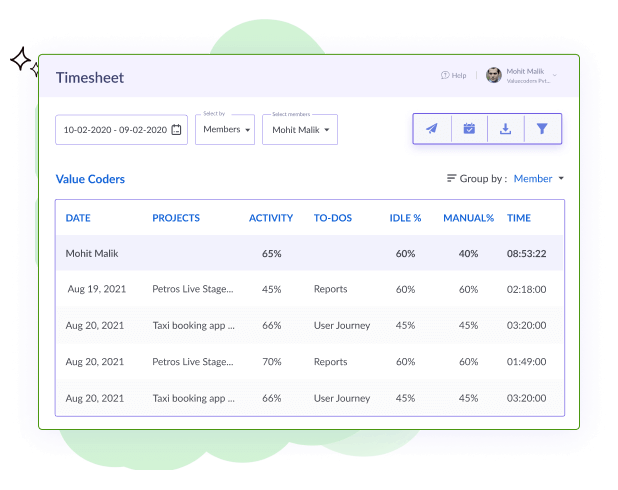 Timesheet
Help
Mohit Malik
Valuecoders Pvt...
10-02-2020 - 09-02-2020
Select by
Members
Select members
Mohit Malik
Value Coders
Group by : Member
DATE PROJECTS ACTIVITY TO-DOS IDLE % MANUAL% TIME
Mohit Malik 65% 60% 40% 08:53:22
Aug 19, 2021 Petros Live Stage... 45% Reports 60% 60% 02:18:00
Aug 20, 2021 Taxi booking app ... 66% User Journey 45% 45% 03:20:00
Aug 20, 2021 Petros Live Stage... 70% Reports 60% 60% 01:49:00
Aug 20, 2021 Taxi booking app ... 66% User Journey 45% 45% 03:20:00